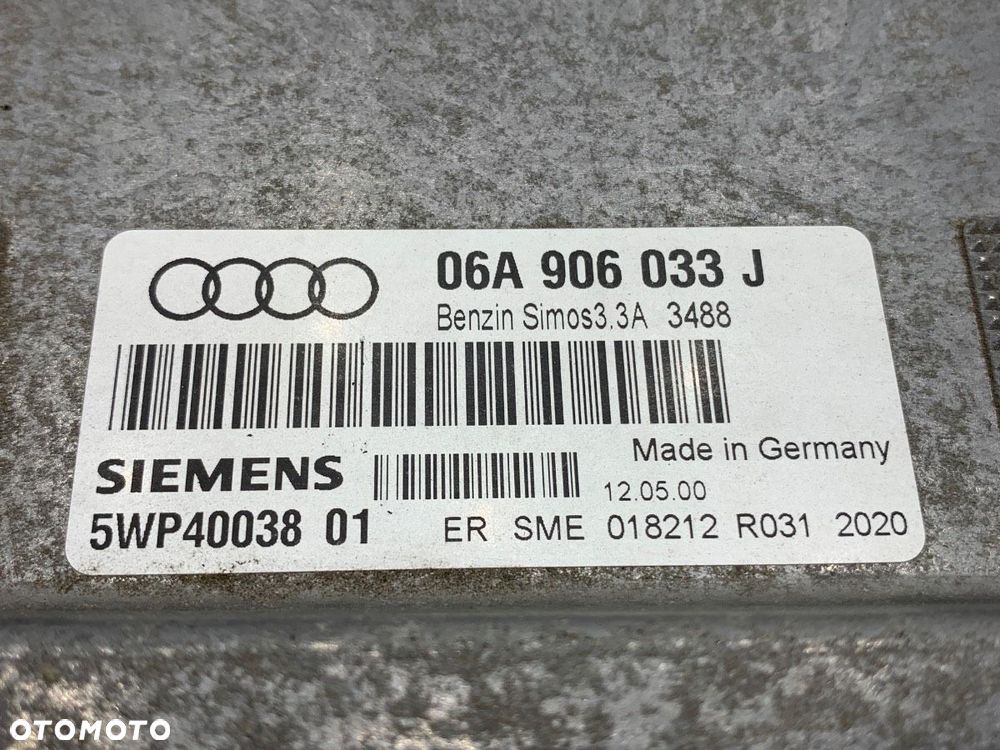 06A 906 033 J
Benzin Simos3.3A 3488
Made in Germany
SIEMENS
12.05.00
5WP40038 01
ER SME 018212 R031 2020
OTOMOTO